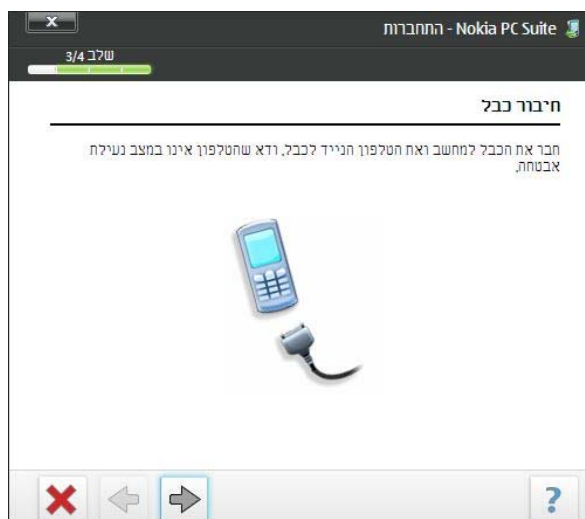 Nokia PC Suite - התחברות
שלב 3/4
חיבור כבל
חבר את הכבל למחשב ואת הטלפון הנייד לכבל. ודא שהטלפון אינו במצב נעילת
אבטחה.